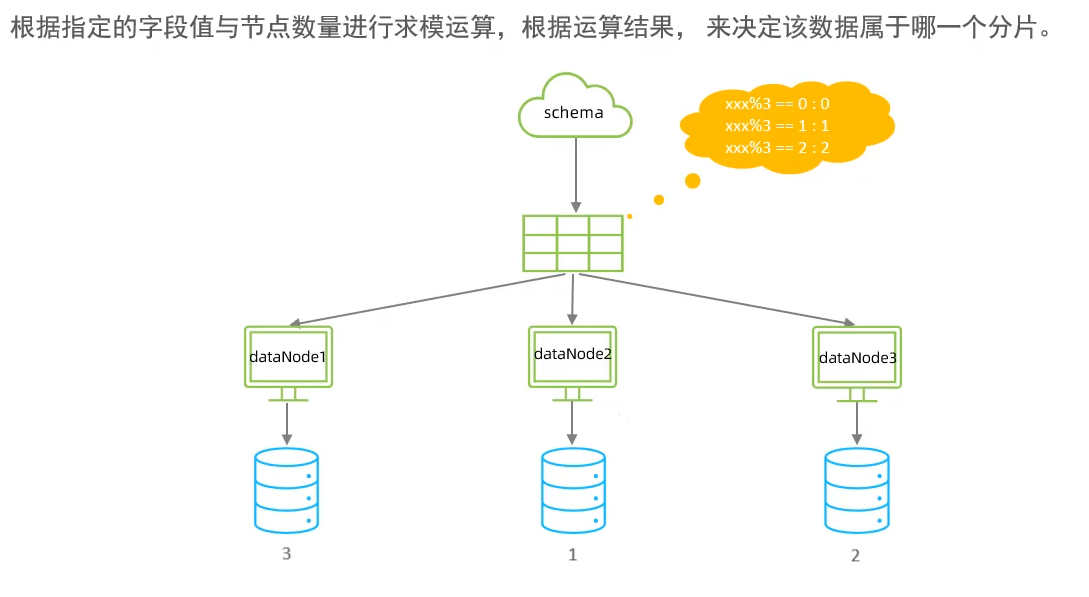 根据指定的字段值与节点数量进行求模运算，根据运算结果， 来决定该数据属于哪一个分片。
schema
xxx%3 == 0 : 0
xxx%3 == 1 : 1
xxx%3 == 2 : 2
dataNode1
dataNode2
dataNode3
3
1
2